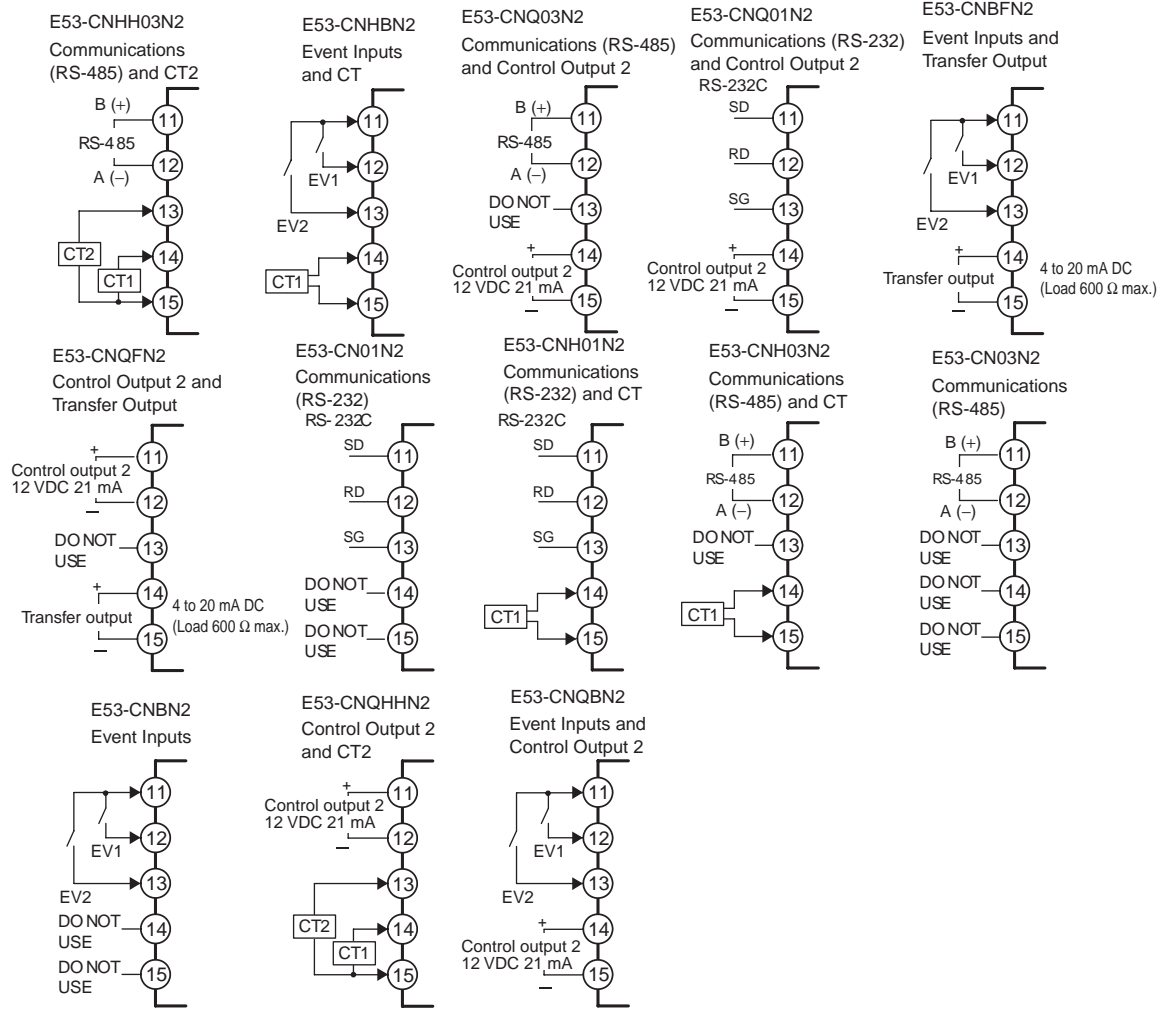 E53-CNHH03N2
Communications
(RS-485) and CT2
B (+)
RS-485
A (−)
CT2
CT1
11
12
13
14
15
E53-CNHBN2
Event Inputs
and CT
EV1
EV2
CT1
11
12
13
14
15
E53-CNQ03N2
Communications (RS-485)
and Control Output 2
B (+)
RS-485
A (−)
DO NOT
USE
+
Control output 2
12 VDC 21 mA
−
11
12
13
14
15
E53-CNQ01N2
Communications (RS-232)
and Control Output 2
RS-232C
SD
RD
SG
+
Control output 2
12 VDC 21 mA
−
11
12
13
14
15
E53-CNBFN2
Event Inputs and
Transfer Output
EV1
EV2
+
Transfer output
−
11
12
13
14
15
4 to 20 mA DC
(Load 600 Ω max.)
E53-CNQFN2
Control Output 2 and
Transfer Output
+
Control output 2
12 VDC 21 mA
−
DO NOT
USE
+
Transfer output
−
11
12
13
14
15
4 to 20 mA DC
(Load 600 Ω max.)
E53-CN01N2
Communications
(RS-232)
RS-232C
SD
RD
SG
DO NOT
USE
DO NOT
USE
11
12
13
14
15
E53-CNH01N2
Communications
(RS-232) and CT
RS-232C
SD
RD
SG
CT1
11
12
13
14
15
E53-CNH03N2
Communications
(RS-485) and CT
B (+)
RS-485
A (−)
DO NOT
USE
CT1
11
12
13
14
15
E53-CN03N2
Communications
(RS-485)
B (+)
RS-485
A (−)
DO NOT
USE
DO NOT
USE
DO NOT
USE
11
12
13
14
15
E53-CNBN2
Event Inputs
EV1
EV2
DO NOT
USE
DO NOT
USE
11
12
13
14
15
E53-CNQHHN2
Control Output 2
and CT2
+
Control output 2
12 VDC 21 mA
−
CT2
CT1
11
12
13
14
15
E53-CNQBN2
Event Inputs and
Control Output 2
EV1
EV2
+
Control output 2
12 VDC 21 mA
−
11
12
13
14
15